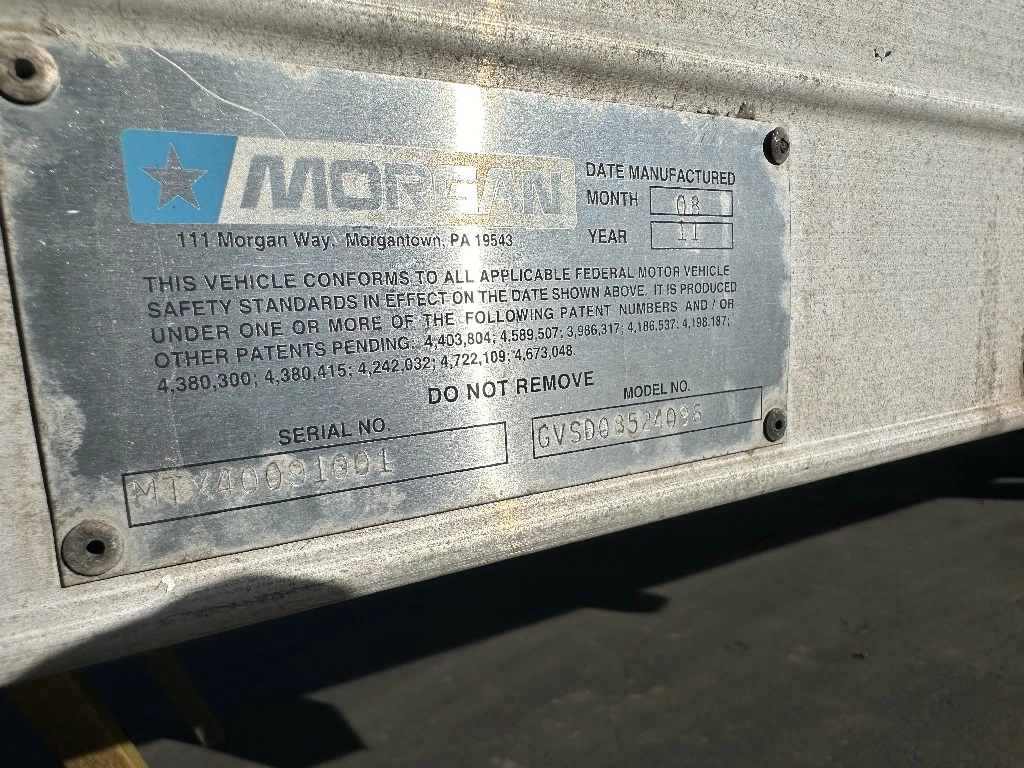 MORGAN
DATE MANUFACTURED
MONTH 08
YEAR 11
111 Morgan Way, Morgantown, PA 19543
THIS VEHICLE CONFORMS TO ALL APPLICABLE FEDERAL MOTOR VEHICLE
SAFETY STANDARDS IN EFFECT ON THE DATE SHOWN ABOVE. IT IS PRODUCED
UNDER ONE OR MORE OF THE FOLLOWING PATENT NUMBERS AND / OR
OTHER PATENTS PENDING: 4,403,804; 4,589,507; 3,986,317; 4,186,537; 4,198,187;
4,380,300; 4,380,415; 4,242,032; 4,722,109; 4,673,048.
DO NOT REMOVE
SERIAL NO.
MODEL NO.